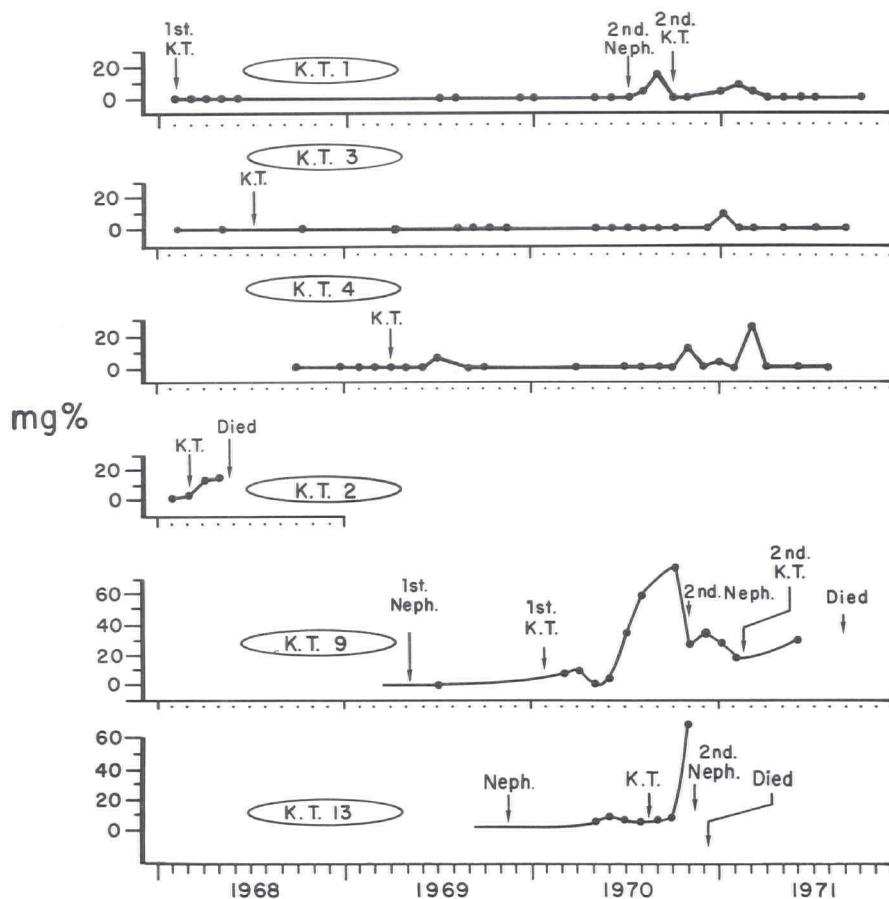 1st.
K.T.
2nd.
Neph.
2nd.
K.T.
20
0
K.T. 1
K.T. 3
K.T.
20
0
K.T. 4
K.T.
20
0
mg%
K.T.
Died
20
0
K.T. 2
1st.
Neph.
1st.
K.T.
2nd. Neph.
2nd.
K.T.
Died
60
40
20
0
K.T. 9
60
40
20
0
Neph.
K.T.
2nd.
Neph.
Died
K.T. 13
1968 1969 1970 1971